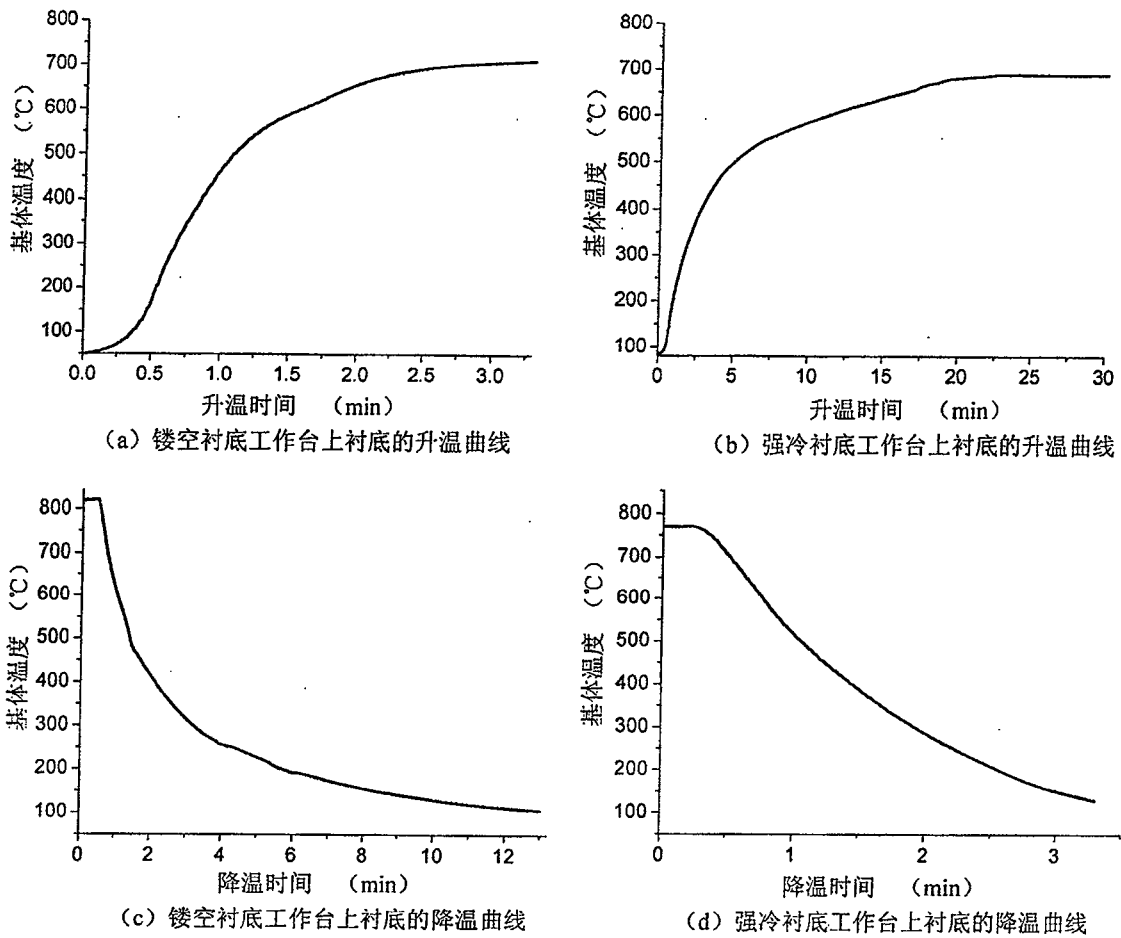 800
700
600
500
400
300
200
100
0.0 0.5 1.0 1.5 2.0 2.5 3.0
基体温度 （℃）
升温时间 （min）
（a）镂空衬底工作台上衬底的升温曲线
800
700
600
500
400
300
200
100
0 5 10 15 20 25 30
基体温度 （℃）
升温时间 （min）
（b）强冷衬底工作台上衬底的升温曲线
800
700
600
500
400
300
200
100
0 2 4 6 8 10 12
基体温度 （℃）
降温时间 （min）
（c）镂空衬底工作台上衬底的降温曲线
800
700
600
500
400
300
200
100
0 1 2 3
基体温度 （℃）
降温时间 （min）
（d）强冷衬底工作台上衬底的降温曲线